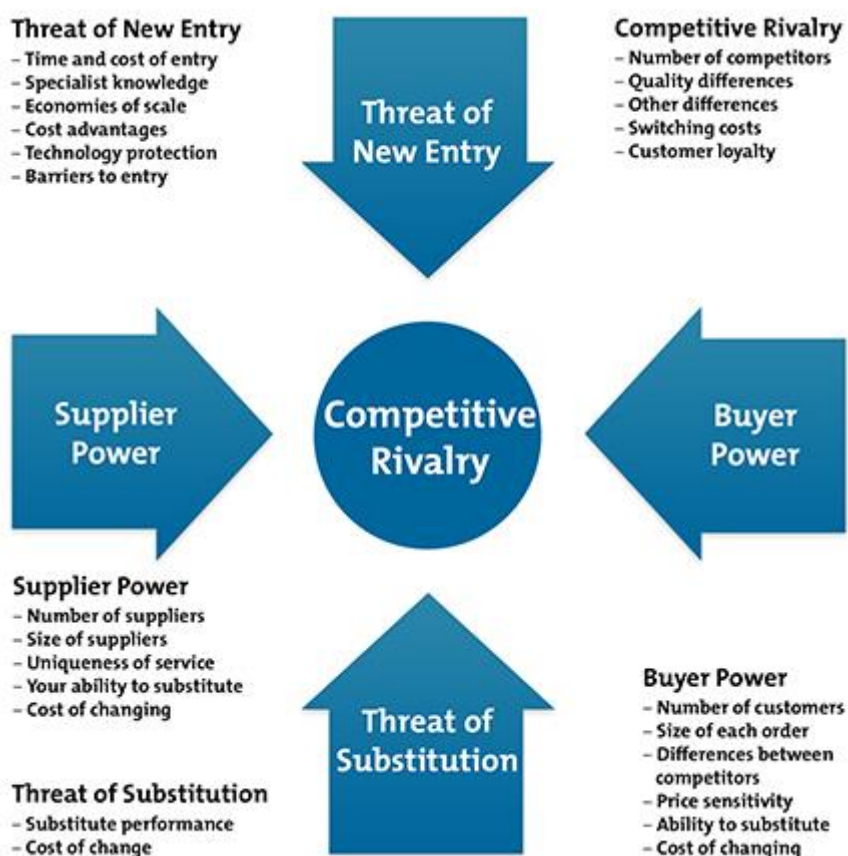 Threat of New Entry
– Time and cost of entry
– Specialist knowledge
– Economies of scale
– Cost advantages
– Technology protection
– Barriers to entry
Threat of
New Entry
Competitive Rivalry
– Number of competitors
– Quality differences
– Other differences
– Switching costs
– Customer loyalty
Supplier
Power
Competitive
Rivalry
Buyer
Power
Supplier Power
– Number of suppliers
– Size of suppliers
– Uniqueness of service
– Your ability to substitute
– Cost of changing
Threat of Substitution
– Substitute performance
– Cost of change
Threat of
Substitution
Buyer Power
– Number of customers
– Size of each order
– Differences between
competitors
– Price sensitivity
– Ability to substitute
– Cost of changing